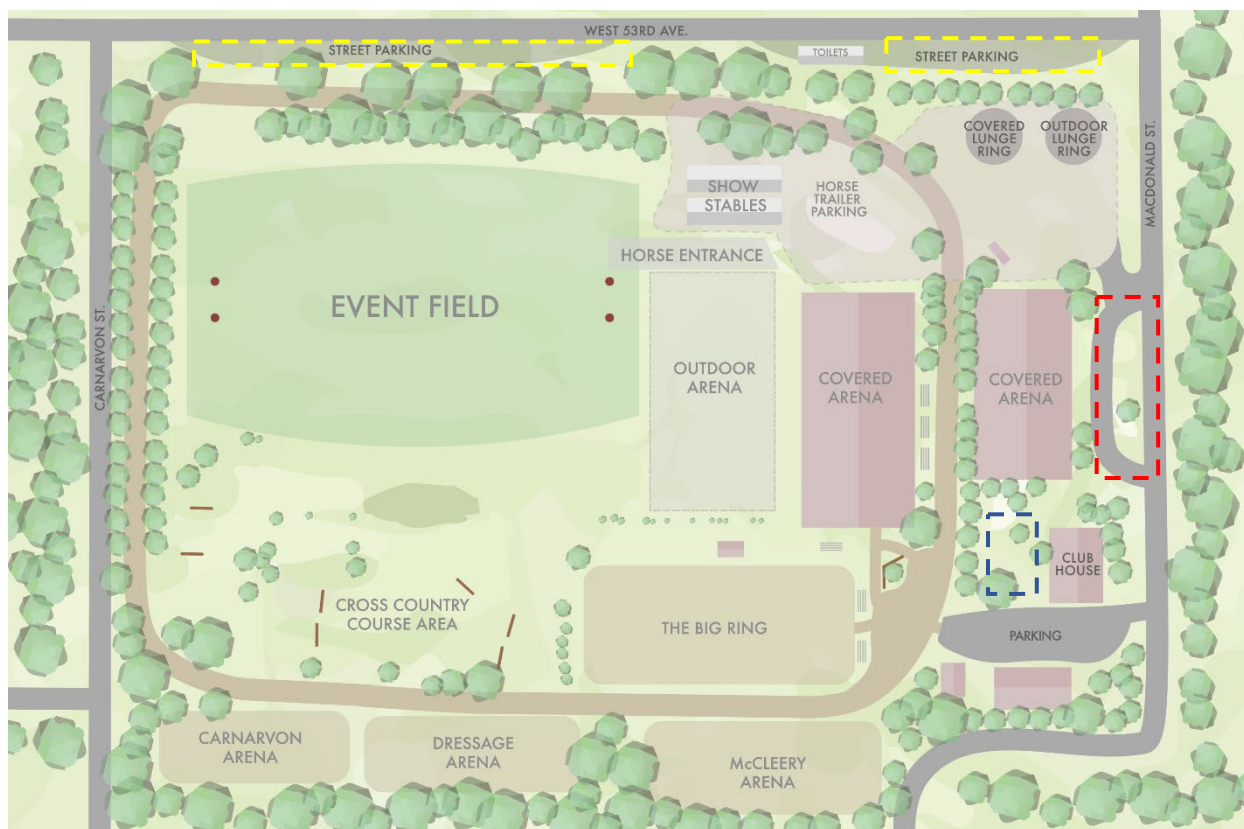 WEST 53RD AVE.
STREET PARKING
TOILETS
STREET PARKING
COVERED
LUNGE
RING
OUTDOOR
LUNGE
RING
MACDONALD ST.
SHOW
STABLES
HORSE
TRAILER
PARKING
HORSE ENTRANCE
EVENT FIELD
CARNARVON ST.
OUTDOOR
ARENA
COVERED
ARENA
COVERED
ARENA
CLUB
HOUSE
CROSS COUNTRY
COURSE AREA
THE BIG RING
PARKING
CARNARVON
ARENA
DRESSAGE
ARENA
McCLEERY
ARENA